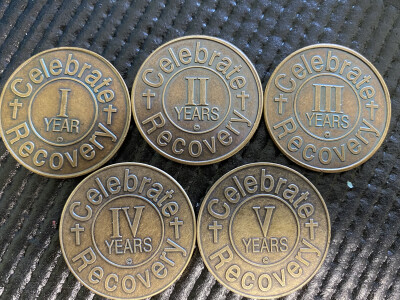 Celebrate
I
YEAR
Recovery
Celebrate
II
YEARS
Recovery
Celebrate
III
YEARS
Recovery
Celebrate
IV
YEARS
Recovery
Celebrate
V
YEARS
Recovery